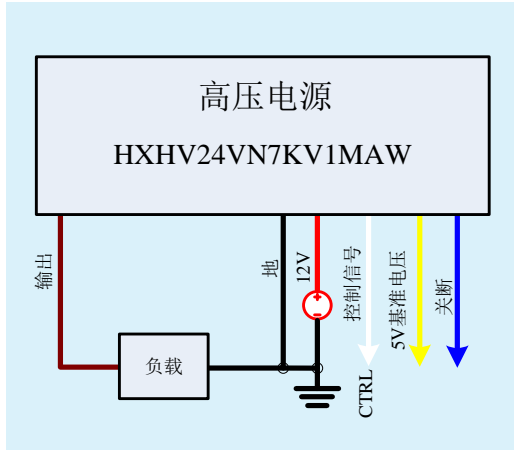 高压电源
HXHV24VN7KV1MAW
输出
地
12V
控制信号
5V基准电压
关断
负载
CTRL